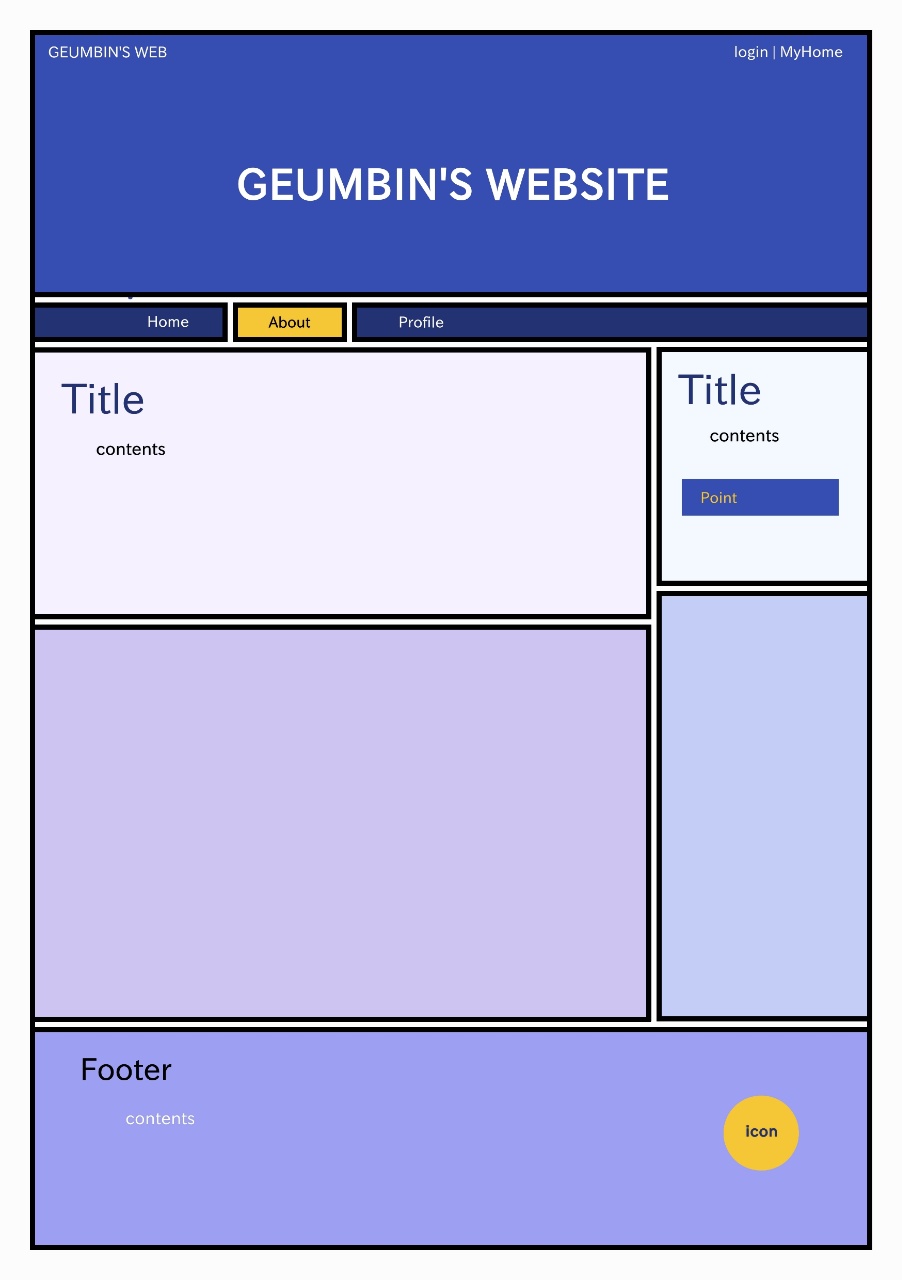 GEUMBIN'S WEB
login | MyHome
GEUMBIN'S WEBSITE
Home
About
Profile
Title
contents
Title
contents
Point
Footer
contents
icon